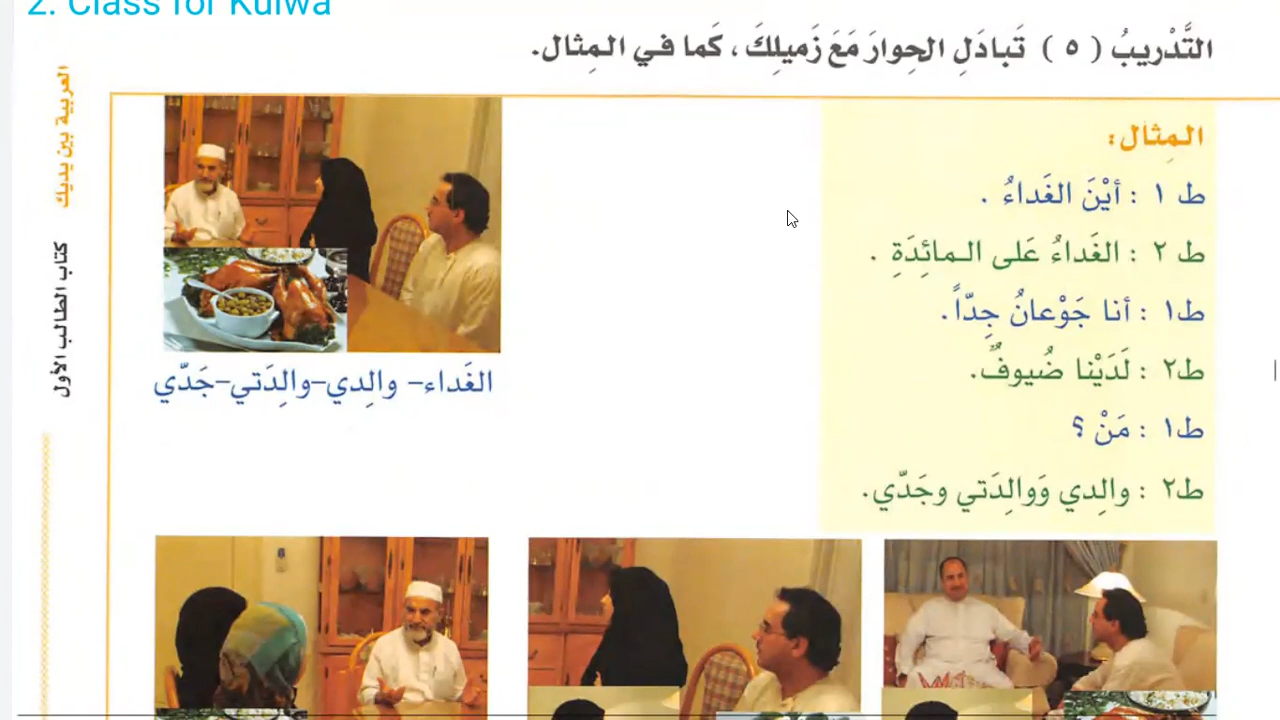 2. Class for Kulwa
التَّدْريبُ ( ٥ ) تَبادَلِ الحِوارَ مَعَ زَميلِكَ ، كَما في المِثال.
العربية بين يديك
كتاب الطالب الأول
المِثال:
ط ١ : أيْنَ الغَداءُ .
ط ٢ : الغَداءُ عَلى المائِدَةِ .
ط١ : أنا جَوْعانُ جِدّاً.
ط٢ : لَدَيْنا ضُيوفٌ.
ط١ : مَنْ ؟
ط٢ : والِدي وَوالِدَتي وجَدّي.
الغَداء- والِدي-والِدَتي-جَدّي